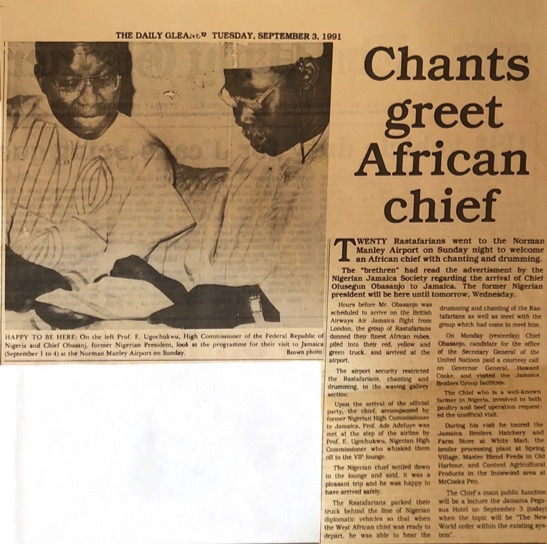 THE DAILY GLEANER TUESDAY, SEPTEMBER 3, 1991
Chants
greet
African
chief
HAPPY TO BE HERE: On the left Prof. E. Ugochukwu, High Commissioner of the Federal Republic of
Nigeria and Chief Obasanj, former Nigerian President, look at the programme for their visit to Jamaica
(September 1 to 4) at the Norman Manley Airport on Sunday. Brown photo
TWENTY Rastafarians went to the Norman
Manley Airport on Sunday night to welcome
an African chief with chanting and drumming.
The "brethren" had read the advertisment by the
Nigerian Jamaica Society regarding the arrival of Chief
Olusegun Obasanjo to Jamaica. The former Nigerian
president will be here until tomorrow, Wednesday.
Hours before Mr. Obasanjo was
scheduled to arrive on the British
Airways Air Jamaica flight from
London, the group of Rastafarians
donned their finest African robes,
piled into their red, yellow and
green truck, and arrived at the
airport.
The airport security restricted
the Rastafarians, chanting and
drumming, to the waving gallery
section.
Upon the arrival of the official
party, the chief, accompanied by
former Nigerian High Commissioner
to Jamaica, Prof. Ade Adefuye was
met at the step of the airline by
Prof. E. Ugochukwu, Nigerian High
Commissioner who whisked them
off to the VIP lounge.
The Nigerian chief settled down
in the lounge and said, it was a
pleasant trip and he was happy to
have arrived safely.
The Rastafarians parked their
truck behind the line of Nigerian
diplomatic vehicles so that when
the West African chief was ready to
depart, he was able to hear the
drumming and chanting of the Ras-
tafarians as well as meet with the
group which had come to meet him.
On Monday (yesterday) Chief
Obasanjo, candidate for the office
of the Secretary General of the
United Nations paid a courtesy call
on Governor General, Howard
Cooke, and visited the Jamaica
Broilers Group facilities.
The Chief who is a well-known
farmer in Nigeria, involved in both
poultry and beef operation request-
ed the unofficial visit.
During his visit he toured the
Jamaica Broilers Hatchery and
Farm Store at White Marl, the
broiler processing plant at Spring
Village, Master Blend Feeds in Old
Harbour, and Content Agricultural
Products in the Innswood area at
McCooks Pen.
The Chief's main public function
will be a lecture the Jamaica Pega-
sus Hotel on September 3 (today)
when the topic will be "The New
World order within the existing sys-
tem".